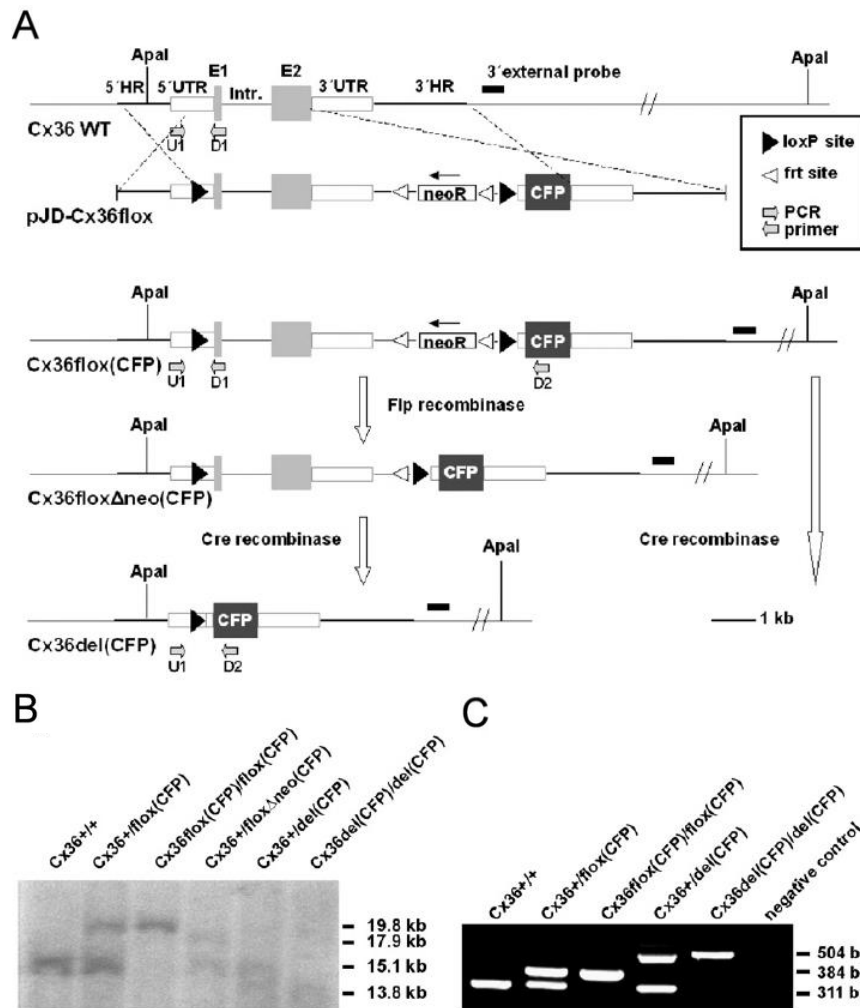 A
ApaI
ApaI
5´HR 5´UTR E1 Intr. E2 3´UTR 3´HR 3´external probe
Cx36 WT
U1 D1
loxP site
frt site
PCR
primer
neoR CFP
pJD-Cx36flox
ApaI ApaI
neoR CFP
Cx36flox(CFP)
U1 D1 D2
Flp recombinase
ApaI ApaI
CFP
Cx36floxΔneo(CFP)
Cre recombinase Cre recombinase
ApaI ApaI
CFP 1 kb
Cx36del(CFP)
U1 D2
B
Cx36+/+
Cx36+/flox(CFP)
Cx36flox(CFP)/flox(CFP)
Cx36+/floxΔneo(CFP)
Cx36+/del(CFP)
Cx36del(CFP)/del(CFP)
19.8 kb
17.9 kb
15.1 kb
13.8 kb
C
Cx36+/+
Cx36+/flox(CFP)
Cx36flox(CFP)/flox(CFP)
Cx36+/del(CFP)
Cx36del(CFP)/del(CFP)
negative control
504 b
384 b
311 b